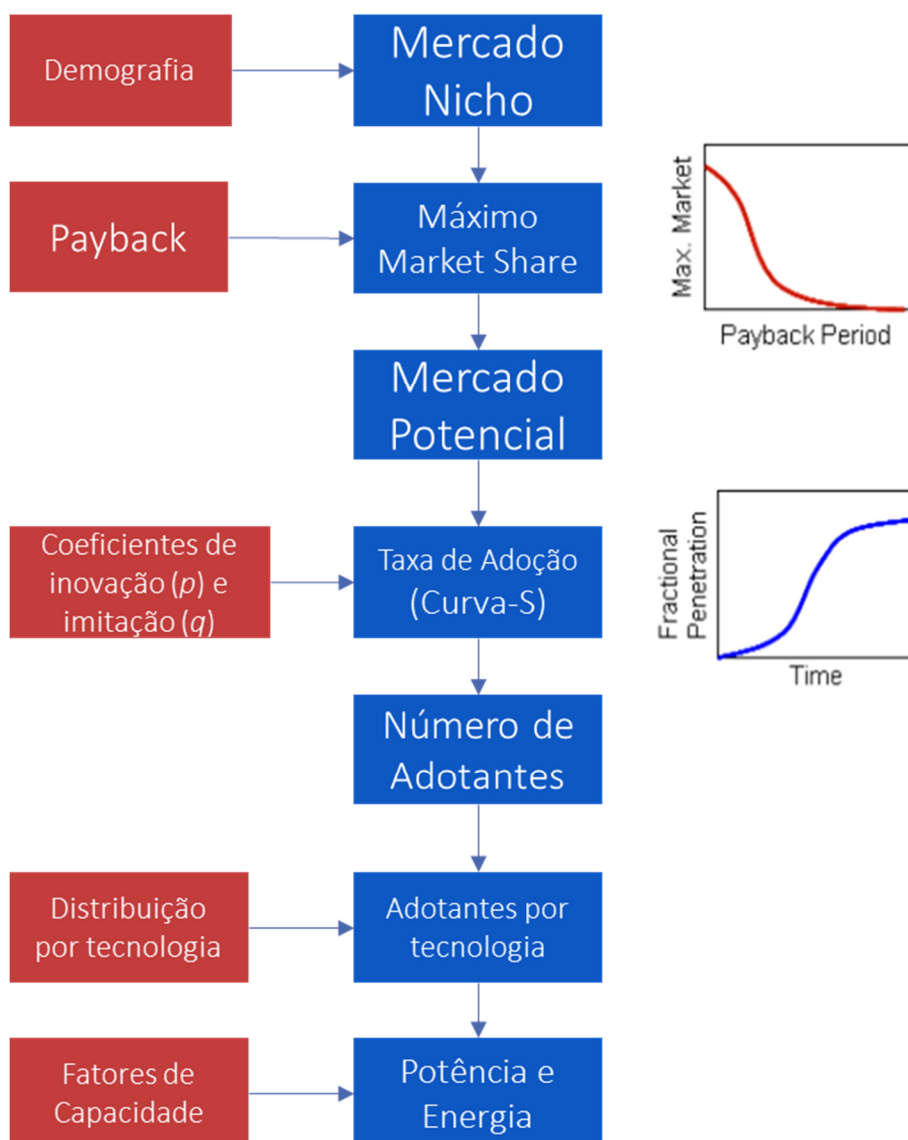 Demografia
Mercado
Nicho
Payback
Máximo
Market Share
Max. Market
Payback Period
Mercado
Potencial
Coeficientes de
inovação (p) e
imitação (q)
Taxa de Adoção
(Curva-S)
Fractional
Penetration
Time
Número de
Adotantes
Distribuição
por tecnologia
Adotantes por
tecnologia
Fatores de
Capacidade
Potência e
Energia